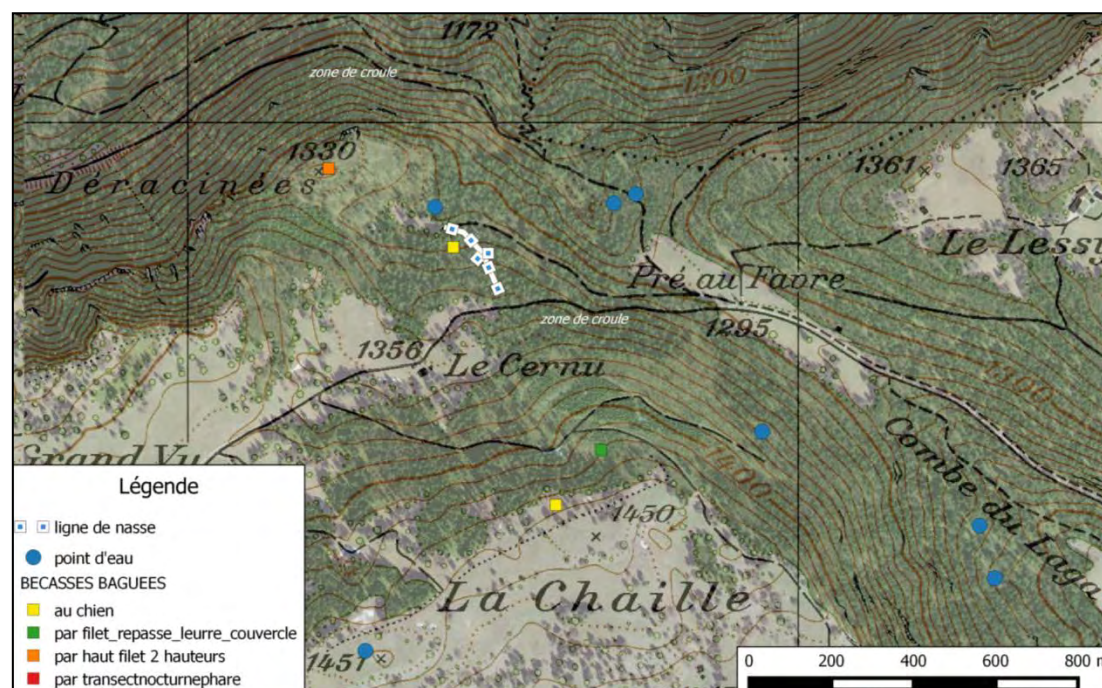 1172
zone de croule
1300
1330
Déracinées
1361
1365
Le Lessy
Pré au Favre
zone de croule
1295
1356
Le Cernu
1300
Grand Vu
Combe du Laga
1400
1450
La Chaille
1451
Légende
ligne de nasse
point d'eau
BECASSES BAGUEES
au chien
par filet_repasse_leurre_couvercle
par haut filet 2 hauteurs
par transectnocturnephare
0 200 400 600 800 m